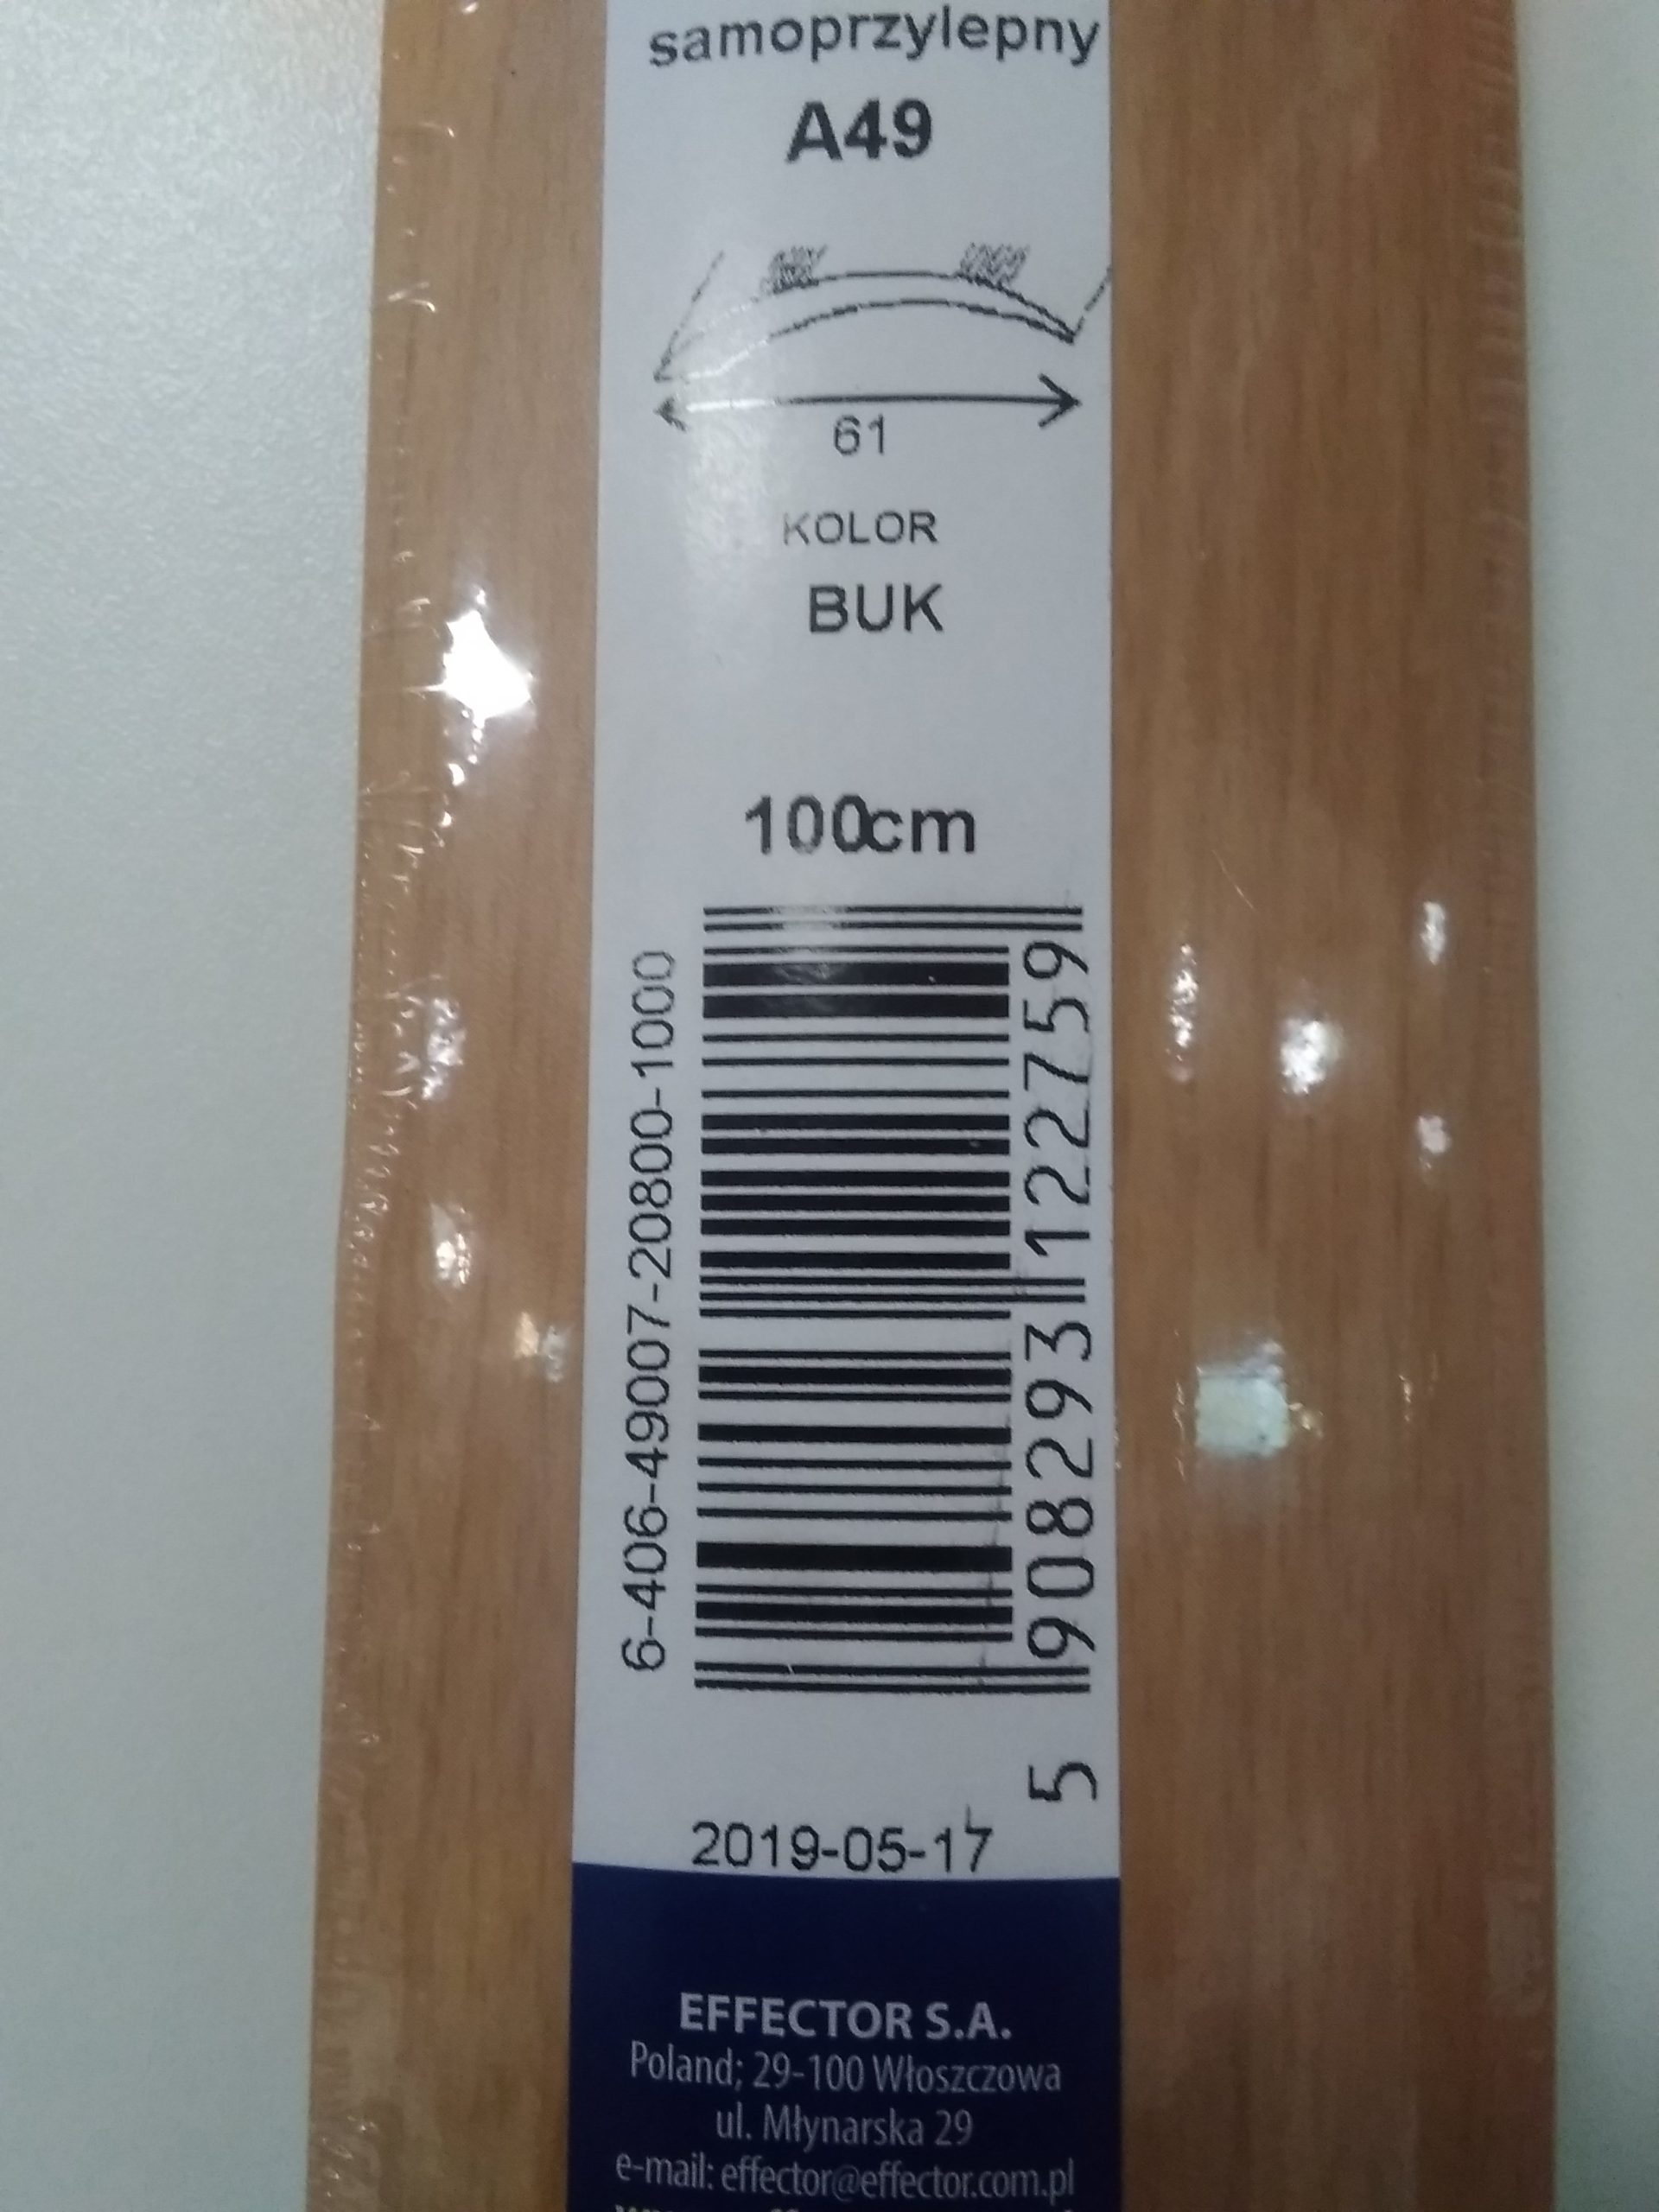 samoprzylepny
A49
61
KOLOR
BUK
100cm
6-406-49007-20800-1000
5 908293 122759
2019-05-17
EFFECTOR S.A.
Poland; 29-100 Włoszczowa
ul. Młynarska 29
e-mail: effector@effector.com.pl